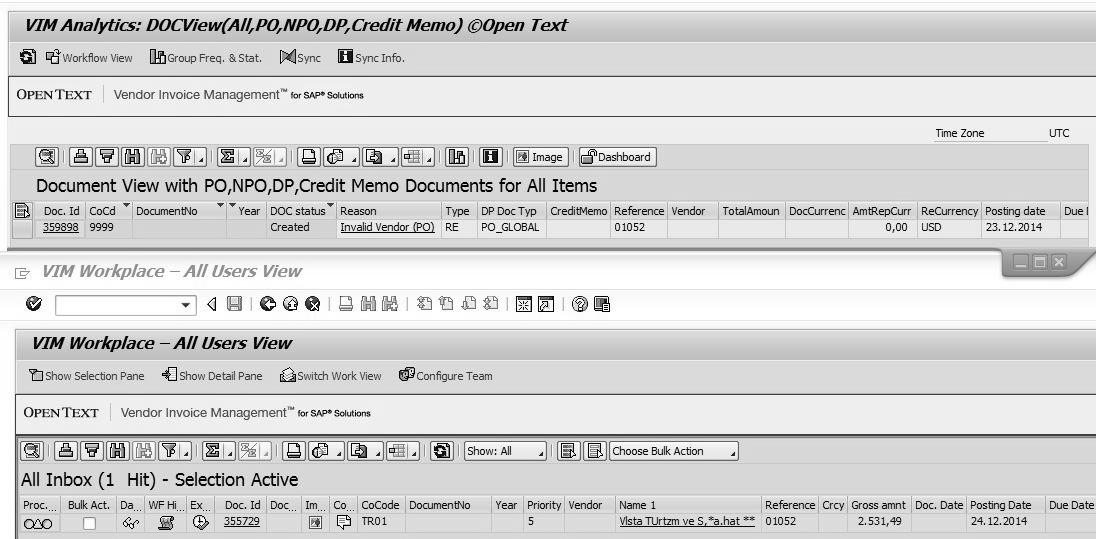 VIM Analytics: DOCView(All,PO,NPO,DP,Credit Memo) ©Open Text
Workflow View Group Freq. & Stat. Sync Sync Info.
OPEN TEXT Vendor Invoice Management™ for SAP® Solutions
Time Zone UTC
Image Dashboard
Document View with PO,NPO,DP,Credit Memo Documents for All Items
Doc. Id CoCd DocumentNo Year DOC status Reason Type DP Doc Typ CreditMemo Reference Vendor TotalAmoun DocCurrenc AmtRepCurr ReCurrency Posting date Due
359898 9999 Created Invalid Vendor (PO) RE PO_GLOBAL 01052 0,00 USD 23.12.2014
VIM Workplace – All Users View
VIM Workplace – All Users View
Show Selection Pane Show Detail Pane Switch Work View Configure Team
OPEN TEXT Vendor Invoice Management™ for SAP® Solutions
Show: All Choose Bulk Action
All Inbox (1 Hit) - Selection Active
Proc... Bulk Act. Da... WF Hi... Ex... Doc. Id Doc... Im... Co... CoCode DocumentNo Year Priority Vendor Name 1 Reference Crcy Gross amnt Doc. Date Posting Date Due Date
355729 TR01 5 Vlsta TUrtzm ve S,*a.hat ** 01052 2.531,49 24.12.2014